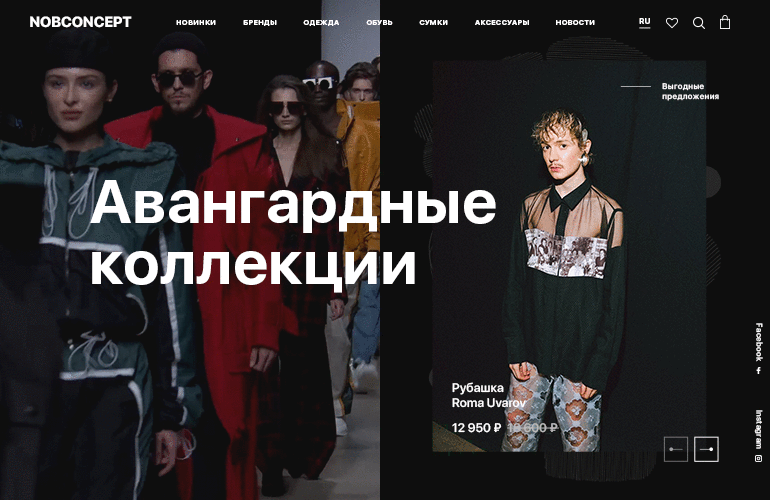 NOBCONCEPT
НОВИНКИ
БРЕНДЫ
ОДЕЖДА
ОБУВЬ
СУМКИ
АКСЕССУАРЫ
НОВОСТИ
RU
Выгодные
предложения
Авангардные
коллекции
Рубашка
Roma Uvarov
12 950 ₽ 18 600 ₽
Facebook
Instagram